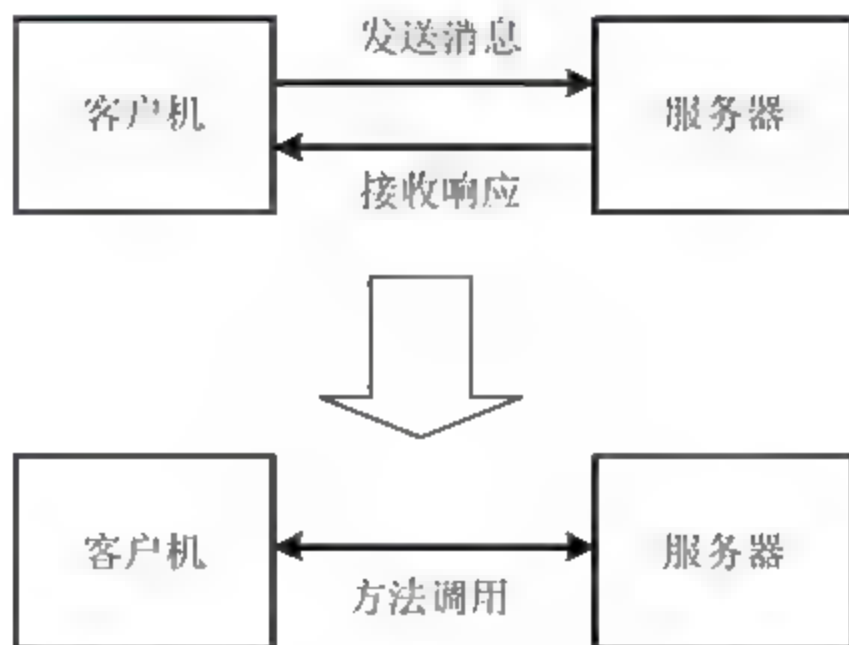 发送消息
客户机
服务器
接收响应
客户机
服务器
方法调用